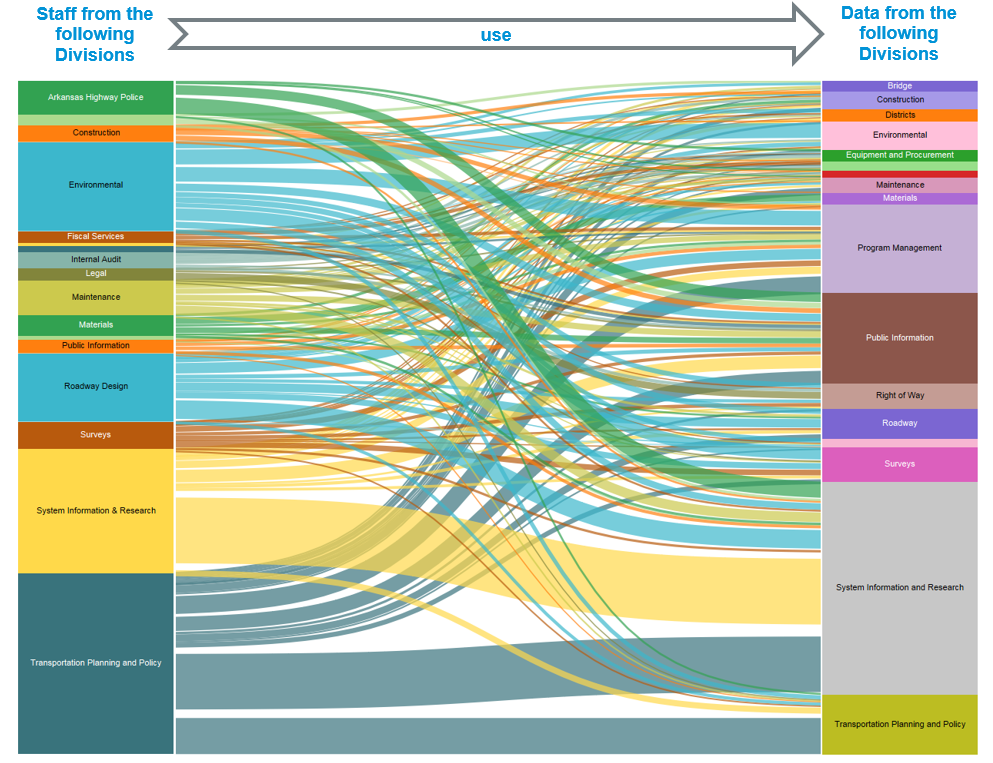 Staff from the
following
Divisions
use
Data from the
following
Divisions
Arkansas Highway Police
Construction
Environmental
Fiscal Services
Internal Audit
Legal
Maintenance
Materials
Public Information
Roadway Design
Surveys
System Information & Research
Transportation Planning and Policy
Bridge
Construction
Districts
Environmental
Equipment and Procurement
Maintenance
Materials
Program Management
Public Information
Right of Way
Roadway
Surveys
System Information and Research
Transportation Planning and Policy